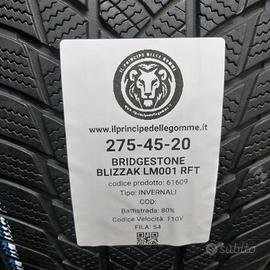 IL PRINCIPE DELLE GOMME
www.ilprincipedellegomme.it
275-45-20
BRIDGESTONE
BLIZZAK LM001 RFT
codice prodotto: 61609
Tipo: INVERNALI
COD:
Battistrada: 80%
Codice Velocità: 110V
FILA: 54
subito